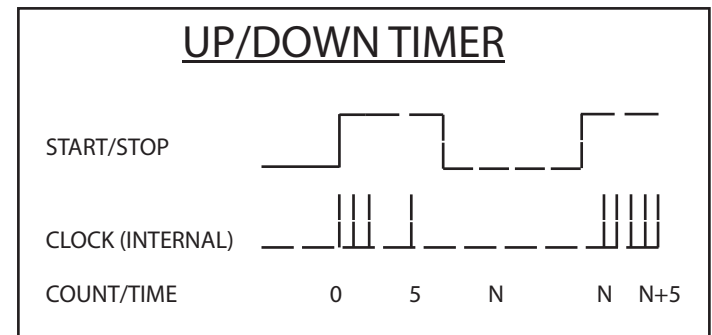 UP/DOWN TIMER
START/STOP
CLOCK (INTERNAL)
COUNT/TIME 0 5 N N N+5